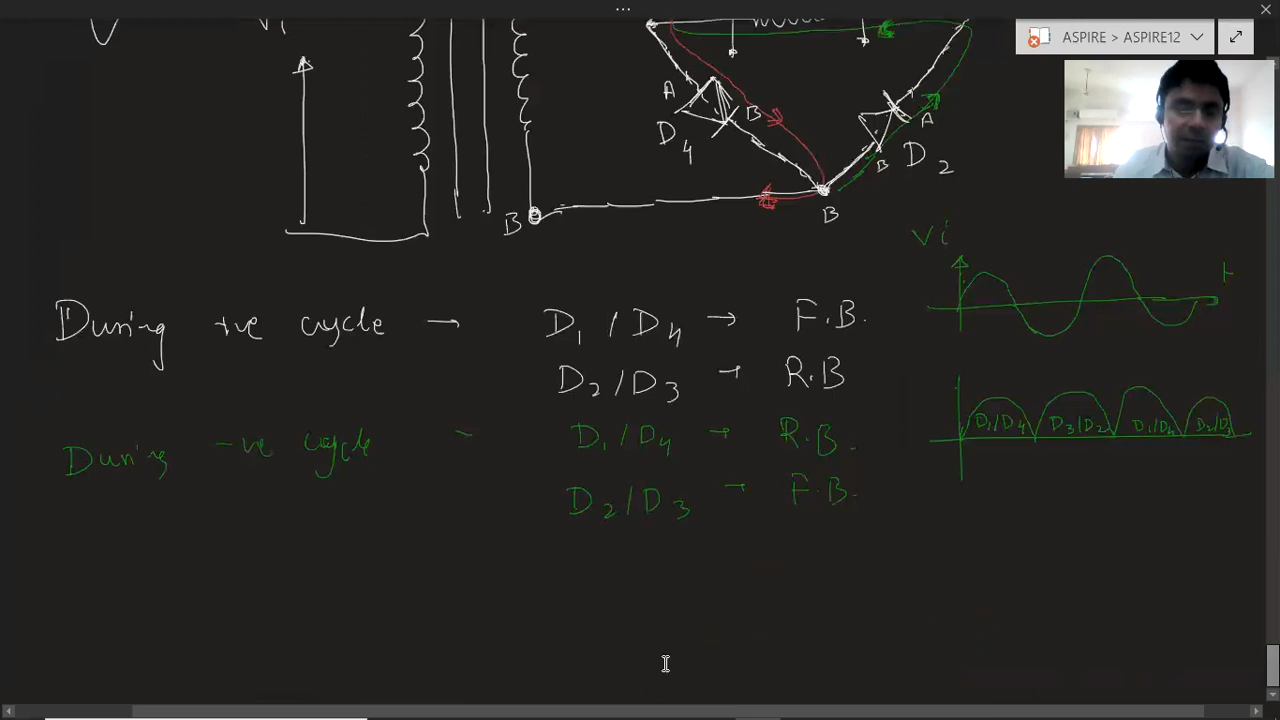 ASPIRE > ASPIRE12
V₁
A
B
D₄
A
B
D₂
B
B
Vi
t
During +ve cycle → D₁/D₄ → F.B.
D₂/D₃ → R.B
During -ve cycle - D₁/D₄ → R.B.
D₂/D₃ → F.B.
D₁/D₄ D₃/D₂ D₁/D₄ D₂/D₃